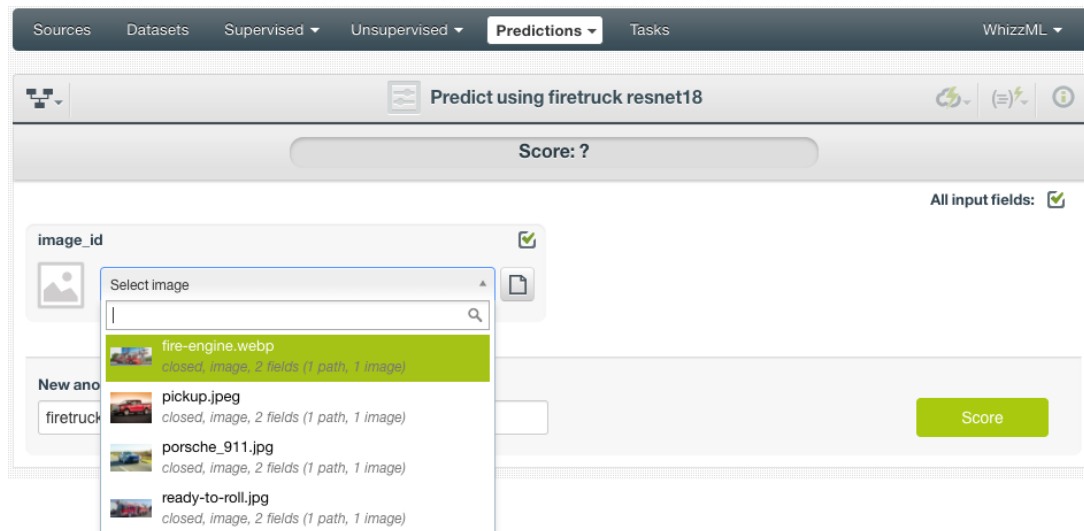 Sources Datasets Supervised Unsupervised Predictions Tasks WhizzML
Predict using firetruck resnet18
(=)
Score: ?
All input fields:
image_id
Select image
fire-engine.webp
closed, image, 2 fields (1 path, 1 image)
pickup.jpeg
closed, image, 2 fields (1 path, 1 image)
porsche_911.jpg
closed, image, 2 fields (1 path, 1 image)
ready-to-roll.jpg
closed, image, 2 fields (1 path, 1 image)
New ano
firetruck
Score